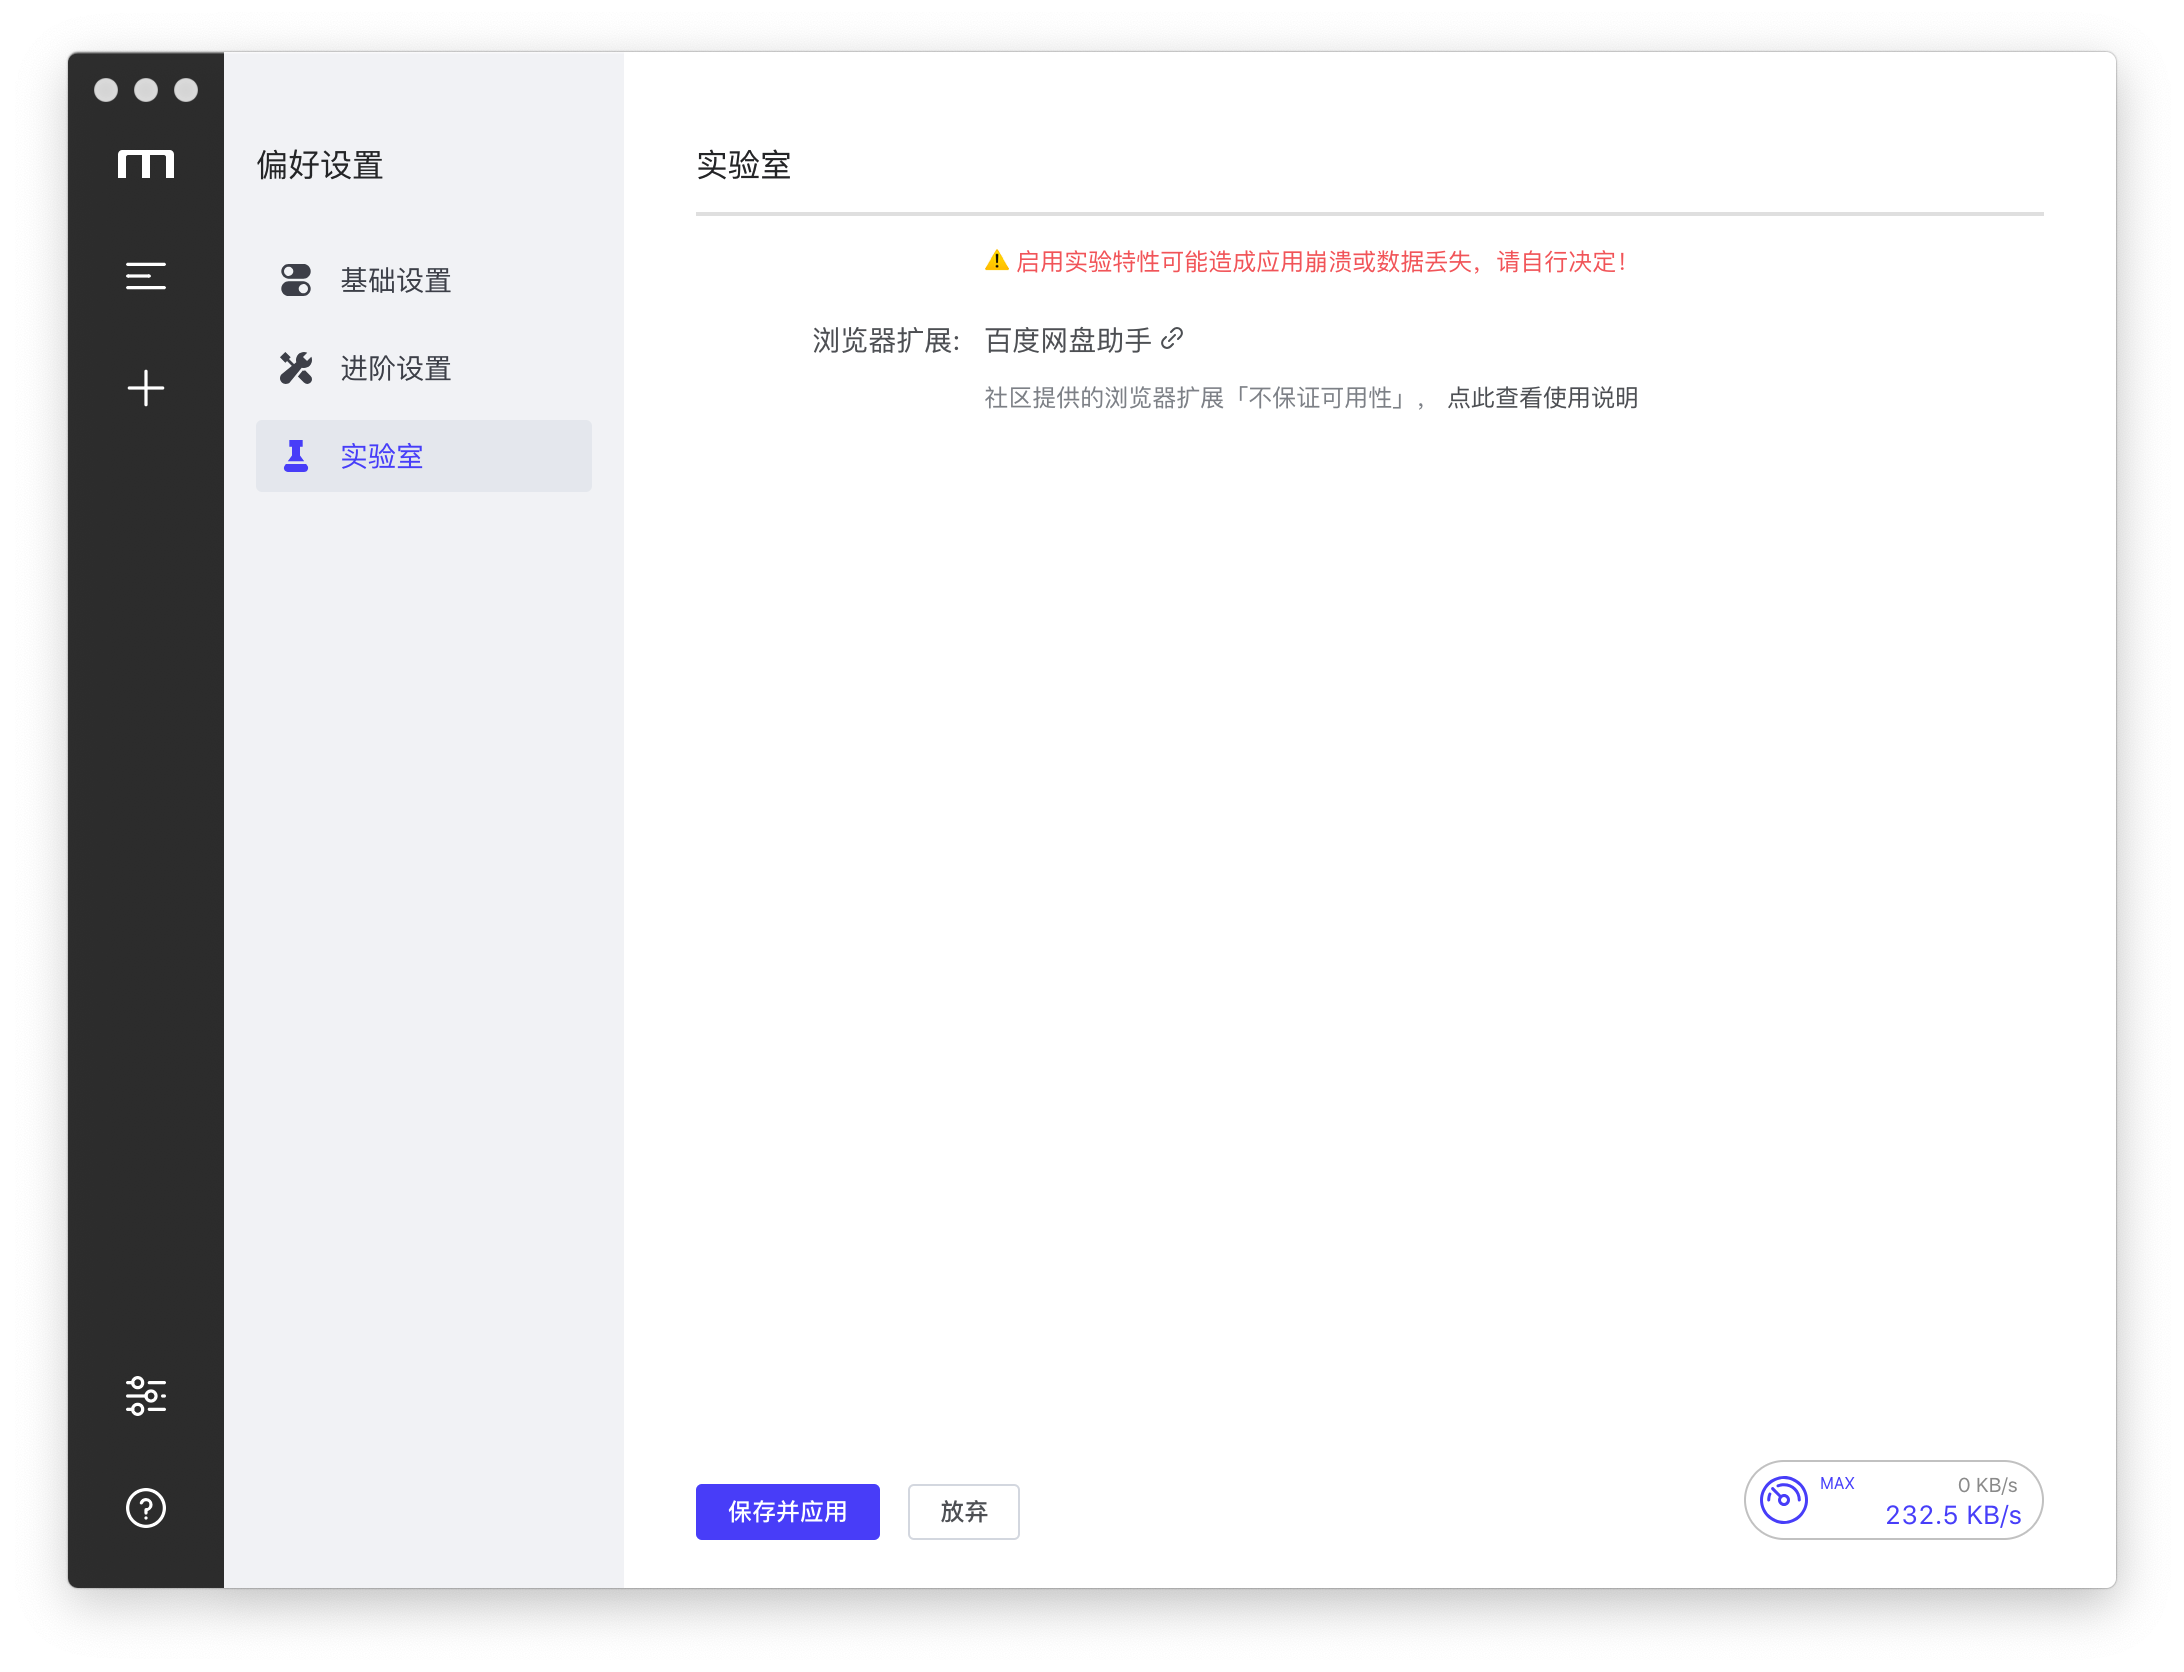 偏好设置
基础设置
进阶设置
实验室
实验室
启用实验特性可能造成应用崩溃或数据丢失，请自行决定！
浏览器扩展: 百度网盘助手
社区提供的浏览器扩展「不保证可用性」， 点此查看使用说明
保存并应用 放弃
MAX 0 KB/s
232.5 KB/s